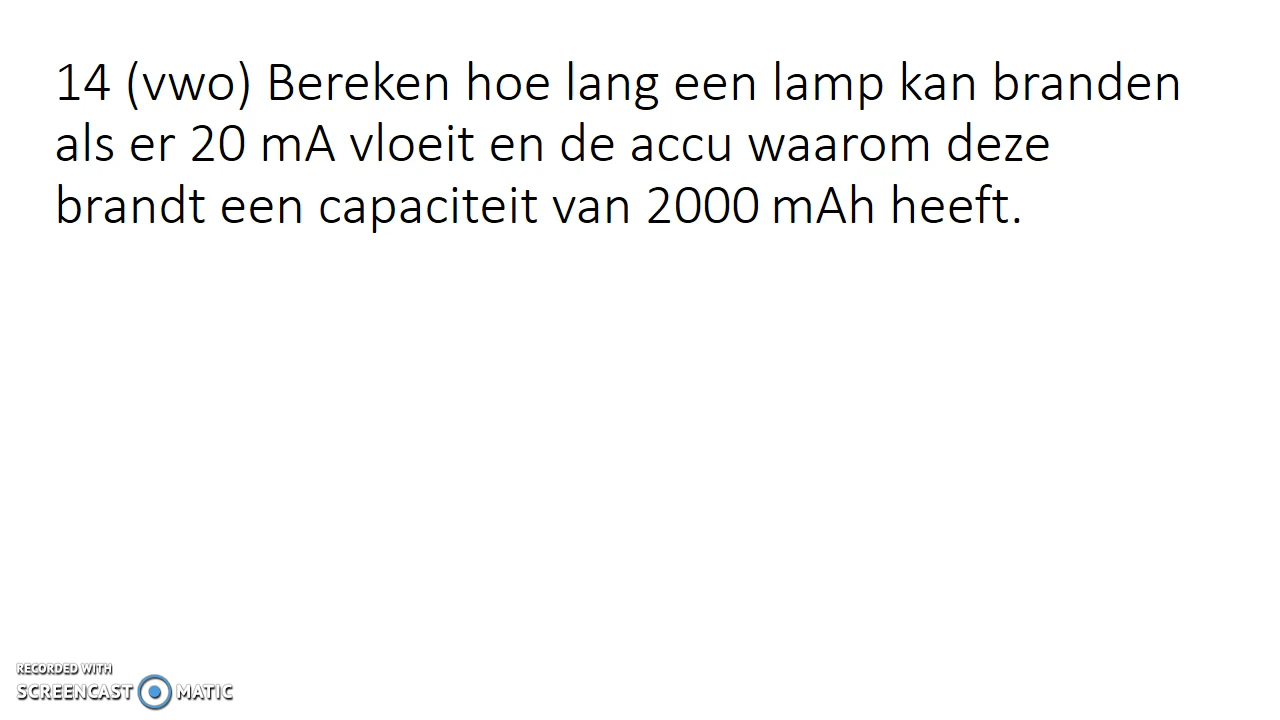 14 (vwo) Bereken hoe lang een lamp kan branden
als er 20 mA vloeit en de accu waarom deze
brandt een capaciteit van 2000 mAh heeft.
RECORDED WITH
SCREENCAST MATIC